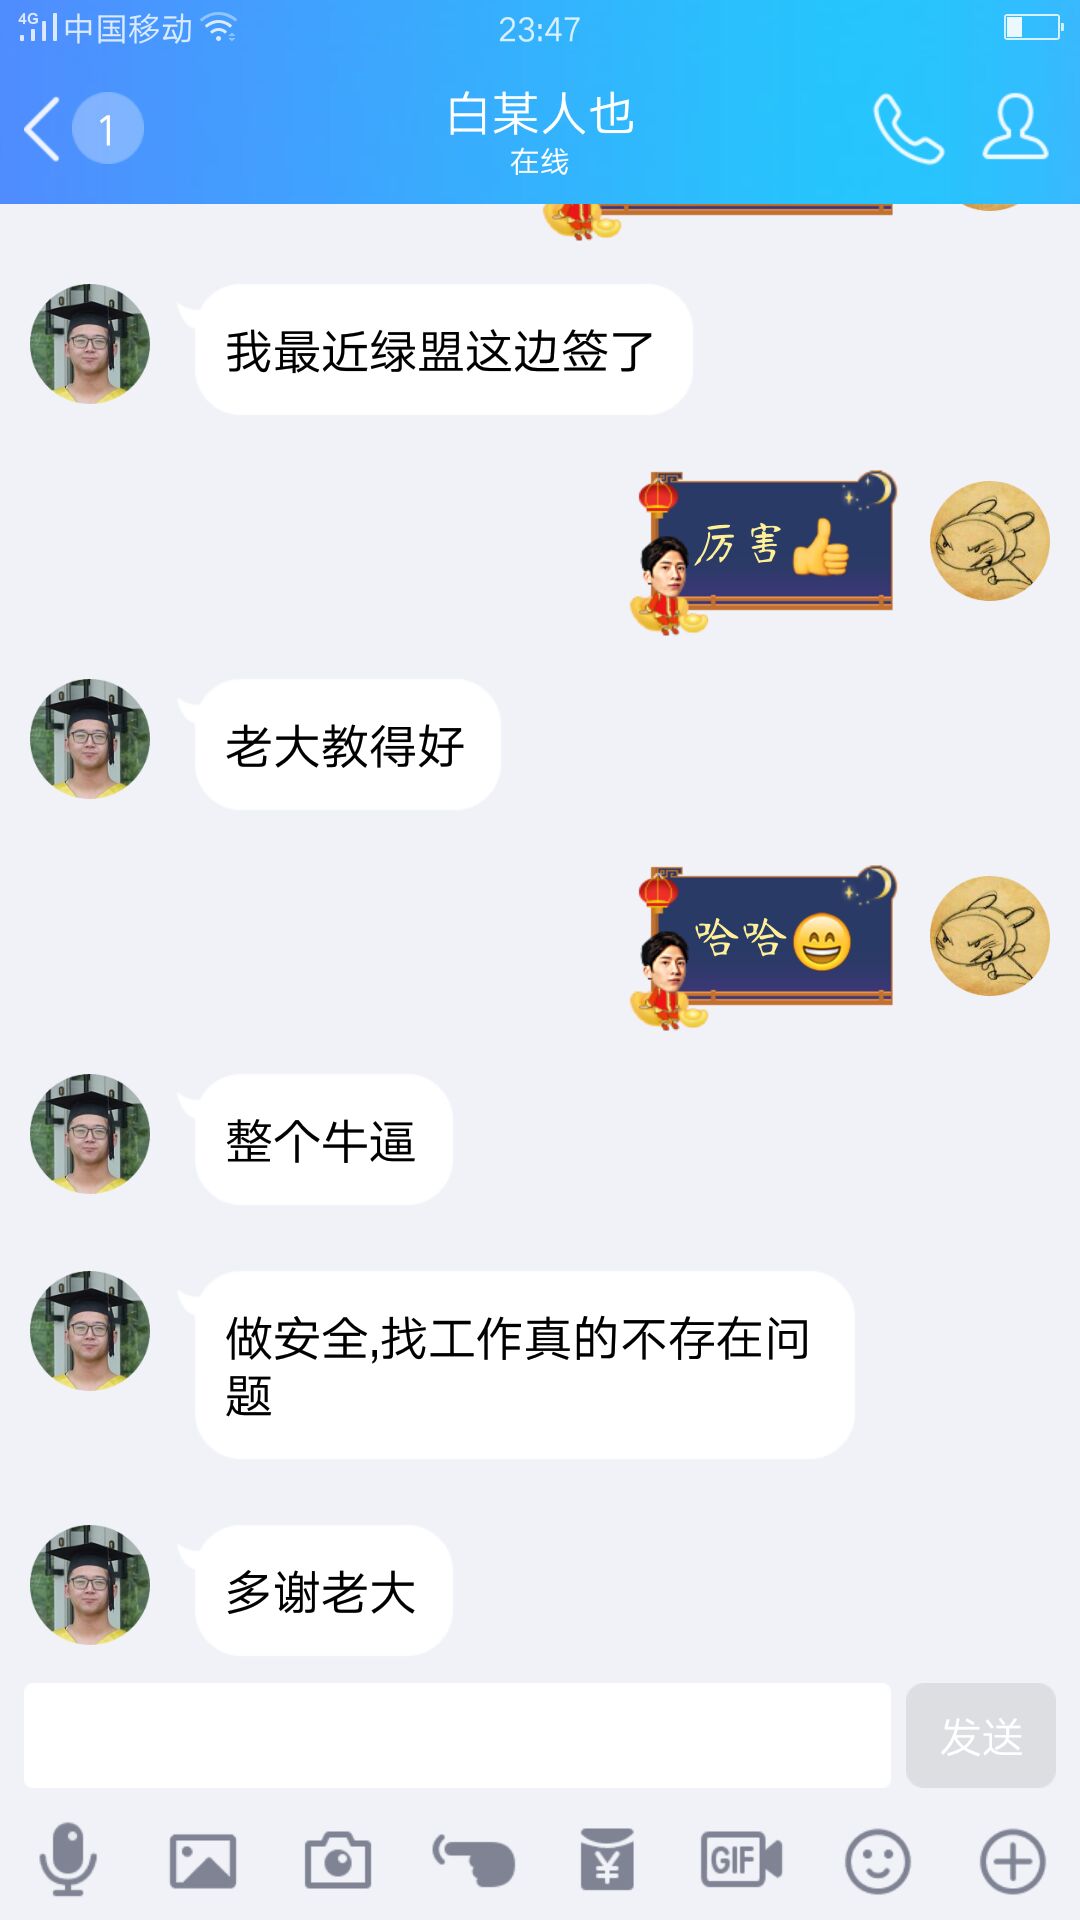 4G 中国移动 23:47
1
白某人也
在线
我最近绿盟这边签了
厉害👍
老大教得好
哈哈😄
整个牛逼
做安全,找工作真的不存在问
题
多谢老大
发送
¥
GIF